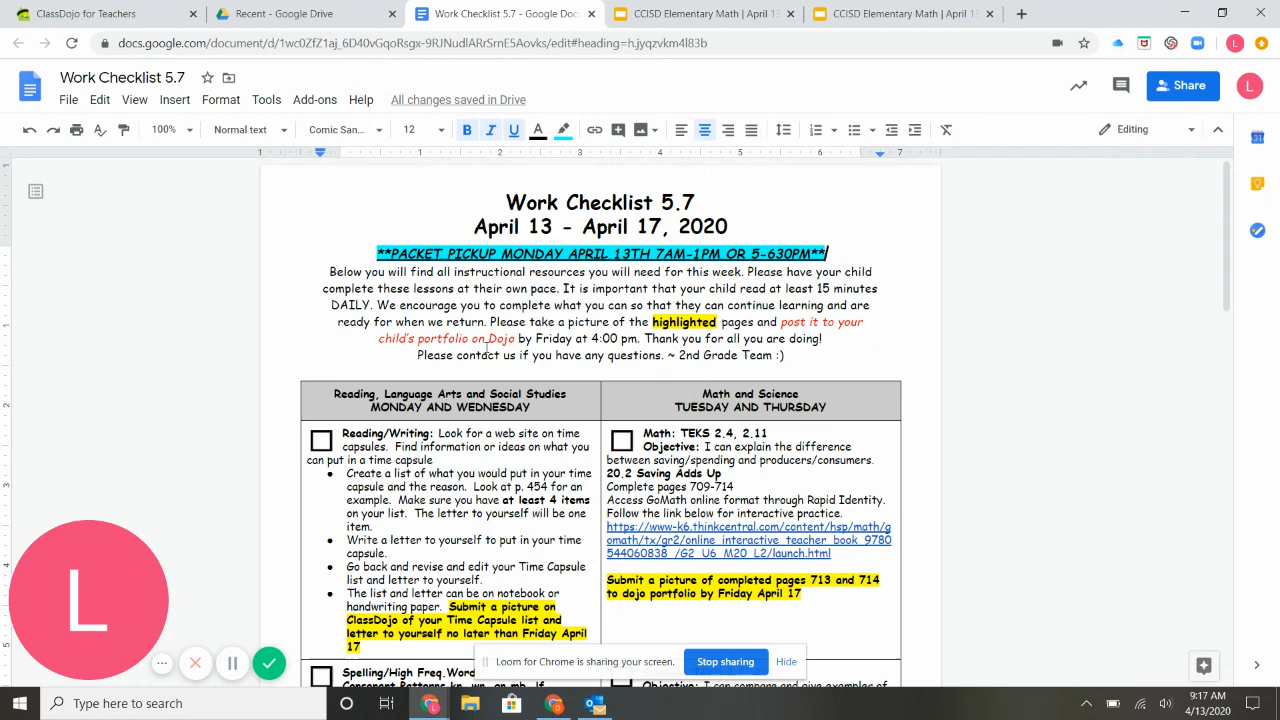 ClassDojo for Teachers
Recent - Google Drive
Work Checklist 5.7 - Google Docs
CCISD Elementary Math | April 13
CCISD Elementary Math | April 13
docs.google.com/document/d/1wc0ZfZ1aj_6D40vGqoRsgx-9RJNudlARrSrnE5Aovks/edit#heading=h.jyqzvkm4l83b
L
Work Checklist 5.7
File Edit View Insert Format Tools Add-ons Help All changes saved in Drive
Share
L
100% Normal text Comic San... 12 B I U A Editing
1 1 2 3 4 5 6 7
Work Checklist 5.7
April 13 - April 17, 2020
**PACKET PICKUP MONDAY APRIL 13TH 7AM-1PM OR 5-630PM**
Below you will find all instructional resources you will need for this week. Please have your child
complete these lessons at their own pace. It is important that your child read at least 15 minutes
DAILY. We encourage you to complete what you can so that they can continue learning and are
ready for when we return. Please take a picture of the highlighted pages and post it to your
child's portfolio on Dojo by Friday at 4:00 pm. Thank you for all you are doing!
Please contact us if you have any questions. ~ 2nd Grade Team :)
Reading, Language Arts and Social Studies
MONDAY AND WEDNESDAY
Reading/Writing: Look for a web site on time
capsules. Find information or ideas on what you
can put in a time capsule
• Create a list of what you would put in your time
capsule and the reason. Look at p. 454 for an
example. Make sure you have at least 4 items
on your list. The letter to yourself will be one
item.
• Write a letter to yourself to put in your time
capsule.
• Go back and revise and edit your Time Capsule
list and letter to yourself.
• The list and letter can be on notebook or
handwriting paper. Submit a picture on
ClassDojo of your Time Capsule list and
letter to yourself no later than Friday April
17
Spelling/High Freq.Word
Math and Science
TUESDAY AND THURSDAY
Math: TEKS 2.4, 2.11
Objective: I can explain the difference
between saving/spending and producers/consumers.
20.2 Saving Adds Up
Complete pages 709-714
Access GoMath online format through Rapid Identity.
Follow the link below for interactive practice.
https://www-k6.thinkcentral.com/content/hsp/math/g
omath/tx/gr2/online_interactive_teacher_book_9780
544060838_/G2_U6_M20_L2/launch.html
Submit a picture of completed pages 713 and 714
to dojo portfolio by Friday April 17
L
Loom for Chrome is sharing your screen. Stop sharing Hide
Type here to search
9:17 AM
4/13/2020